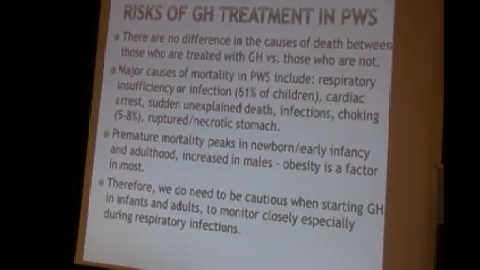 RISKS OF GH TREATMENT IN PWS
There are no difference in the causes of death between
those who are treated with GH vs. those who are not.
Major causes of mortality in PWS include: respiratory
insufficiency or infection (61% of children), cardiac
arrest, sudden unexplained death, infections, choking
(5-8%), ruptured/necrotic stomach.
Premature mortality peaks in newborn/early infancy
and adulthood, increased in males - obesity is a factor
in most.
Therefore, we do need to be cautious when starting GH
in infants and adults, to monitor closely especially
during respiratory infections.